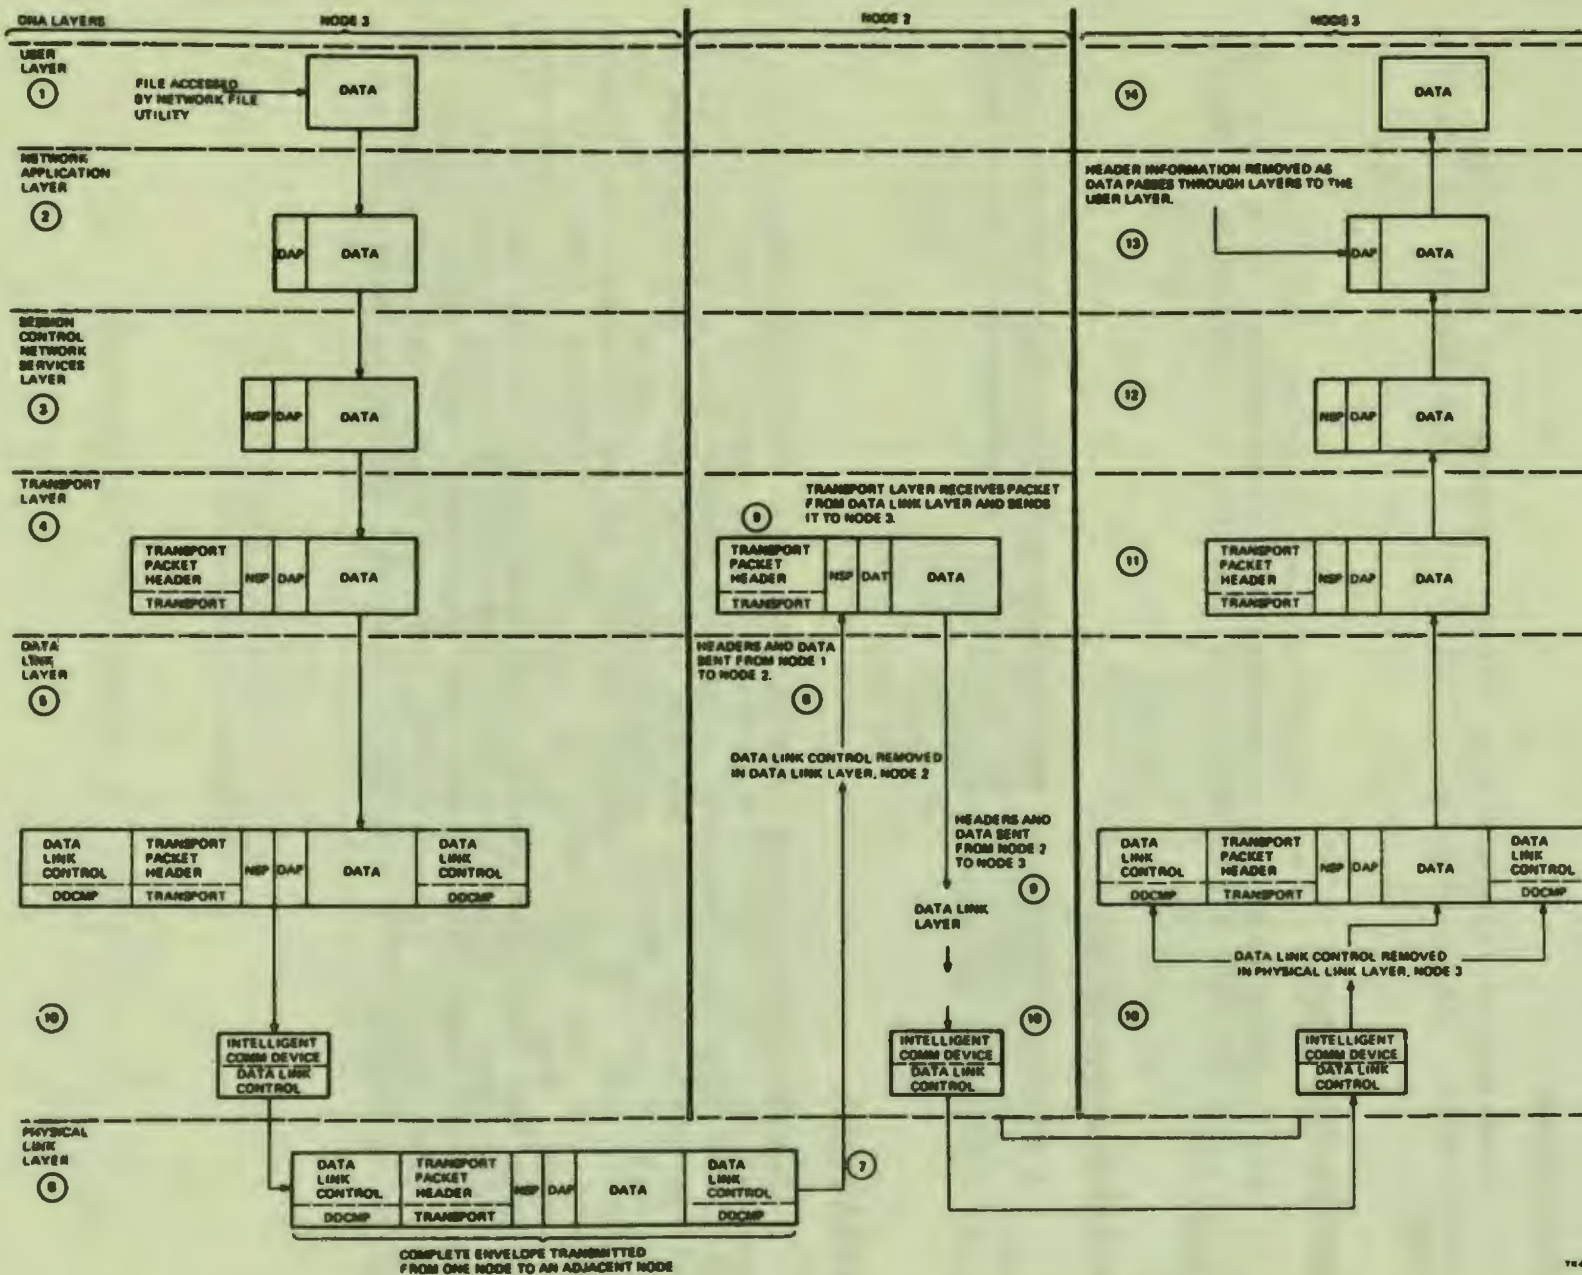 DNA LAYERS
NODE 3
NODE 2
NODE 3
USER
LAYER
1
FILE ACCESSED
BY NETWORK FILE
UTILITY
DATA
14
DATA
NETWORK
APPLICATION
LAYER
2
DAP
DATA
HEADER INFORMATION REMOVED AS
DATA PASSES THROUGH LAYERS TO THE
USER LAYER.
13
DAP
DATA
SESSION
CONTROL
NETWORK
SERVICES
LAYER
3
NSP
DAP
DATA
12
NSP
DAP
DATA
TRANSPORT
LAYER
4
TRANSPORT
PACKET
HEADER
TRANSPORT
NSP
DAP
DATA
TRANSPORT LAYER RECEIVES PACKET
FROM DATA LINK LAYER AND SENDS
IT TO NODE 3.
9
TRANSPORT
PACKET
HEADER
TRANSPORT
NSP
DAT
DATA
11
TRANSPORT
PACKET
HEADER
TRANSPORT
NSP
DAP
DATA
DATA
LINK
LAYER
5
HEADERS AND DATA
SENT FROM NODE 1
TO NODE 2.
8
DATA LINK CONTROL REMOVED
IN DATA LINK LAYER, NODE 2
HEADERS AND
DATA SENT
FROM NODE 2
TO NODE 3
9
DATA LINK
LAYER
DATA
LINK
CONTROL
DDCMP
TRANSPORT
PACKET
HEADER
TRANSPORT
NSP
DAP
DATA
DATA
LINK
CONTROL
DDCMP
DATA
LINK
CONTROL
DDCMP
TRANSPORT
PACKET
HEADER
TRANSPORT
NSP
DAP
DATA
DATA
LINK
CONTROL
DDCMP
DATA LINK CONTROL REMOVED
IN PHYSICAL LINK LAYER, NODE 3
10
INTELLIGENT
COMM DEVICE
DATA LINK
CONTROL
10
INTELLIGENT
COMM DEVICE
DATA LINK
CONTROL
10
INTELLIGENT
COMM DEVICE
DATA LINK
CONTROL
PHYSICAL
LINK
LAYER
6
DATA
LINK
CONTROL
DDCMP
TRANSPORT
PACKET
HEADER
TRANSPORT
NSP
DAP
DATA
DATA
LINK
CONTROL
DDCMP
7
COMPLETE ENVELOPE TRANSMITTED
FROM ONE NODE TO AN ADJACENT NODE